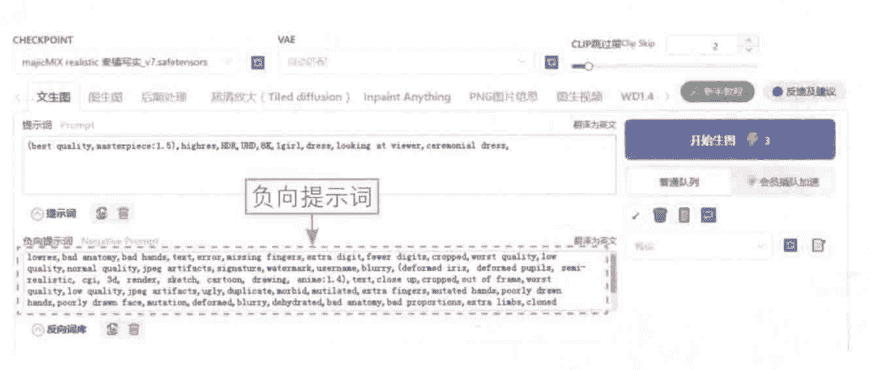 CHECKPOINT
VAE
CLIP跳过层Clip Skip
2
majicMIX realistic 麦橘写实_v7.safetensors
自动匹配
文生图 图生图 后期处理 高清放大（Tiled diffusion） Inpaint Anything PNG图片信息 图生视频 WD1.4
新手教程
反馈及建议
提示词 Prompt
翻译为英文
(best quality,masterpiece:1.5),highres,HDR,UHD,8K,1girl,dress,looking at viewer,ceremonial dress,
开始生图 3
普通队列
会员插队加速
负向提示词
提示词
负向提示词 Negative Prompt
翻译为英文
lowres,bad anatomy,bad hands,text,error,missing fingers,extra digit,fewer digits,cropped,worst quality,low
quality,normal quality,jpeg artifacts,signature,watermark,username,blurry,(deformed iris, deformed pupils, semi-
realistic, cgi, 3d, render, sketch, cartoon, drawing, anime:1.4),text,close up,cropped,out of frame,worst
quality,low quality,jpeg artifacts,ugly,duplicate,morbid,mutilated,extra fingers,mutated hands,poorly drawn
hands,poorly drawn face,mutation,deformed,blurry,dehydrated,bad anatomy,bad proportions,extra limbs,cloned
反向词库